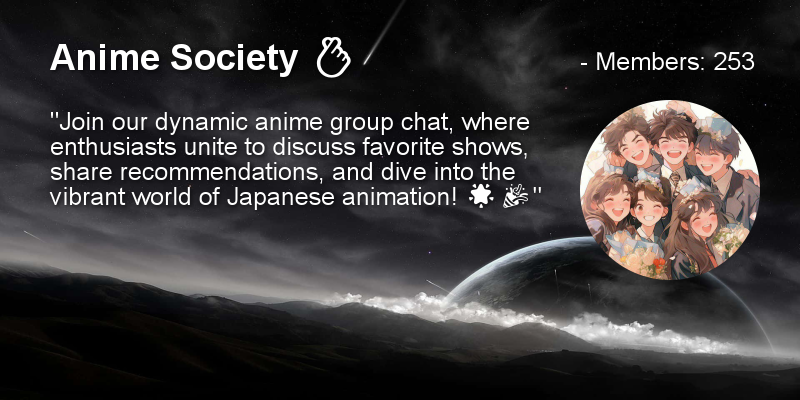 Anime Society 🫰
- Members: 253
"Join our dynamic anime group chat, where
enthusiasts unite to discuss favorite shows,
share recommendations, and dive into the
vibrant world of Japanese animation! 🌟 🎉"